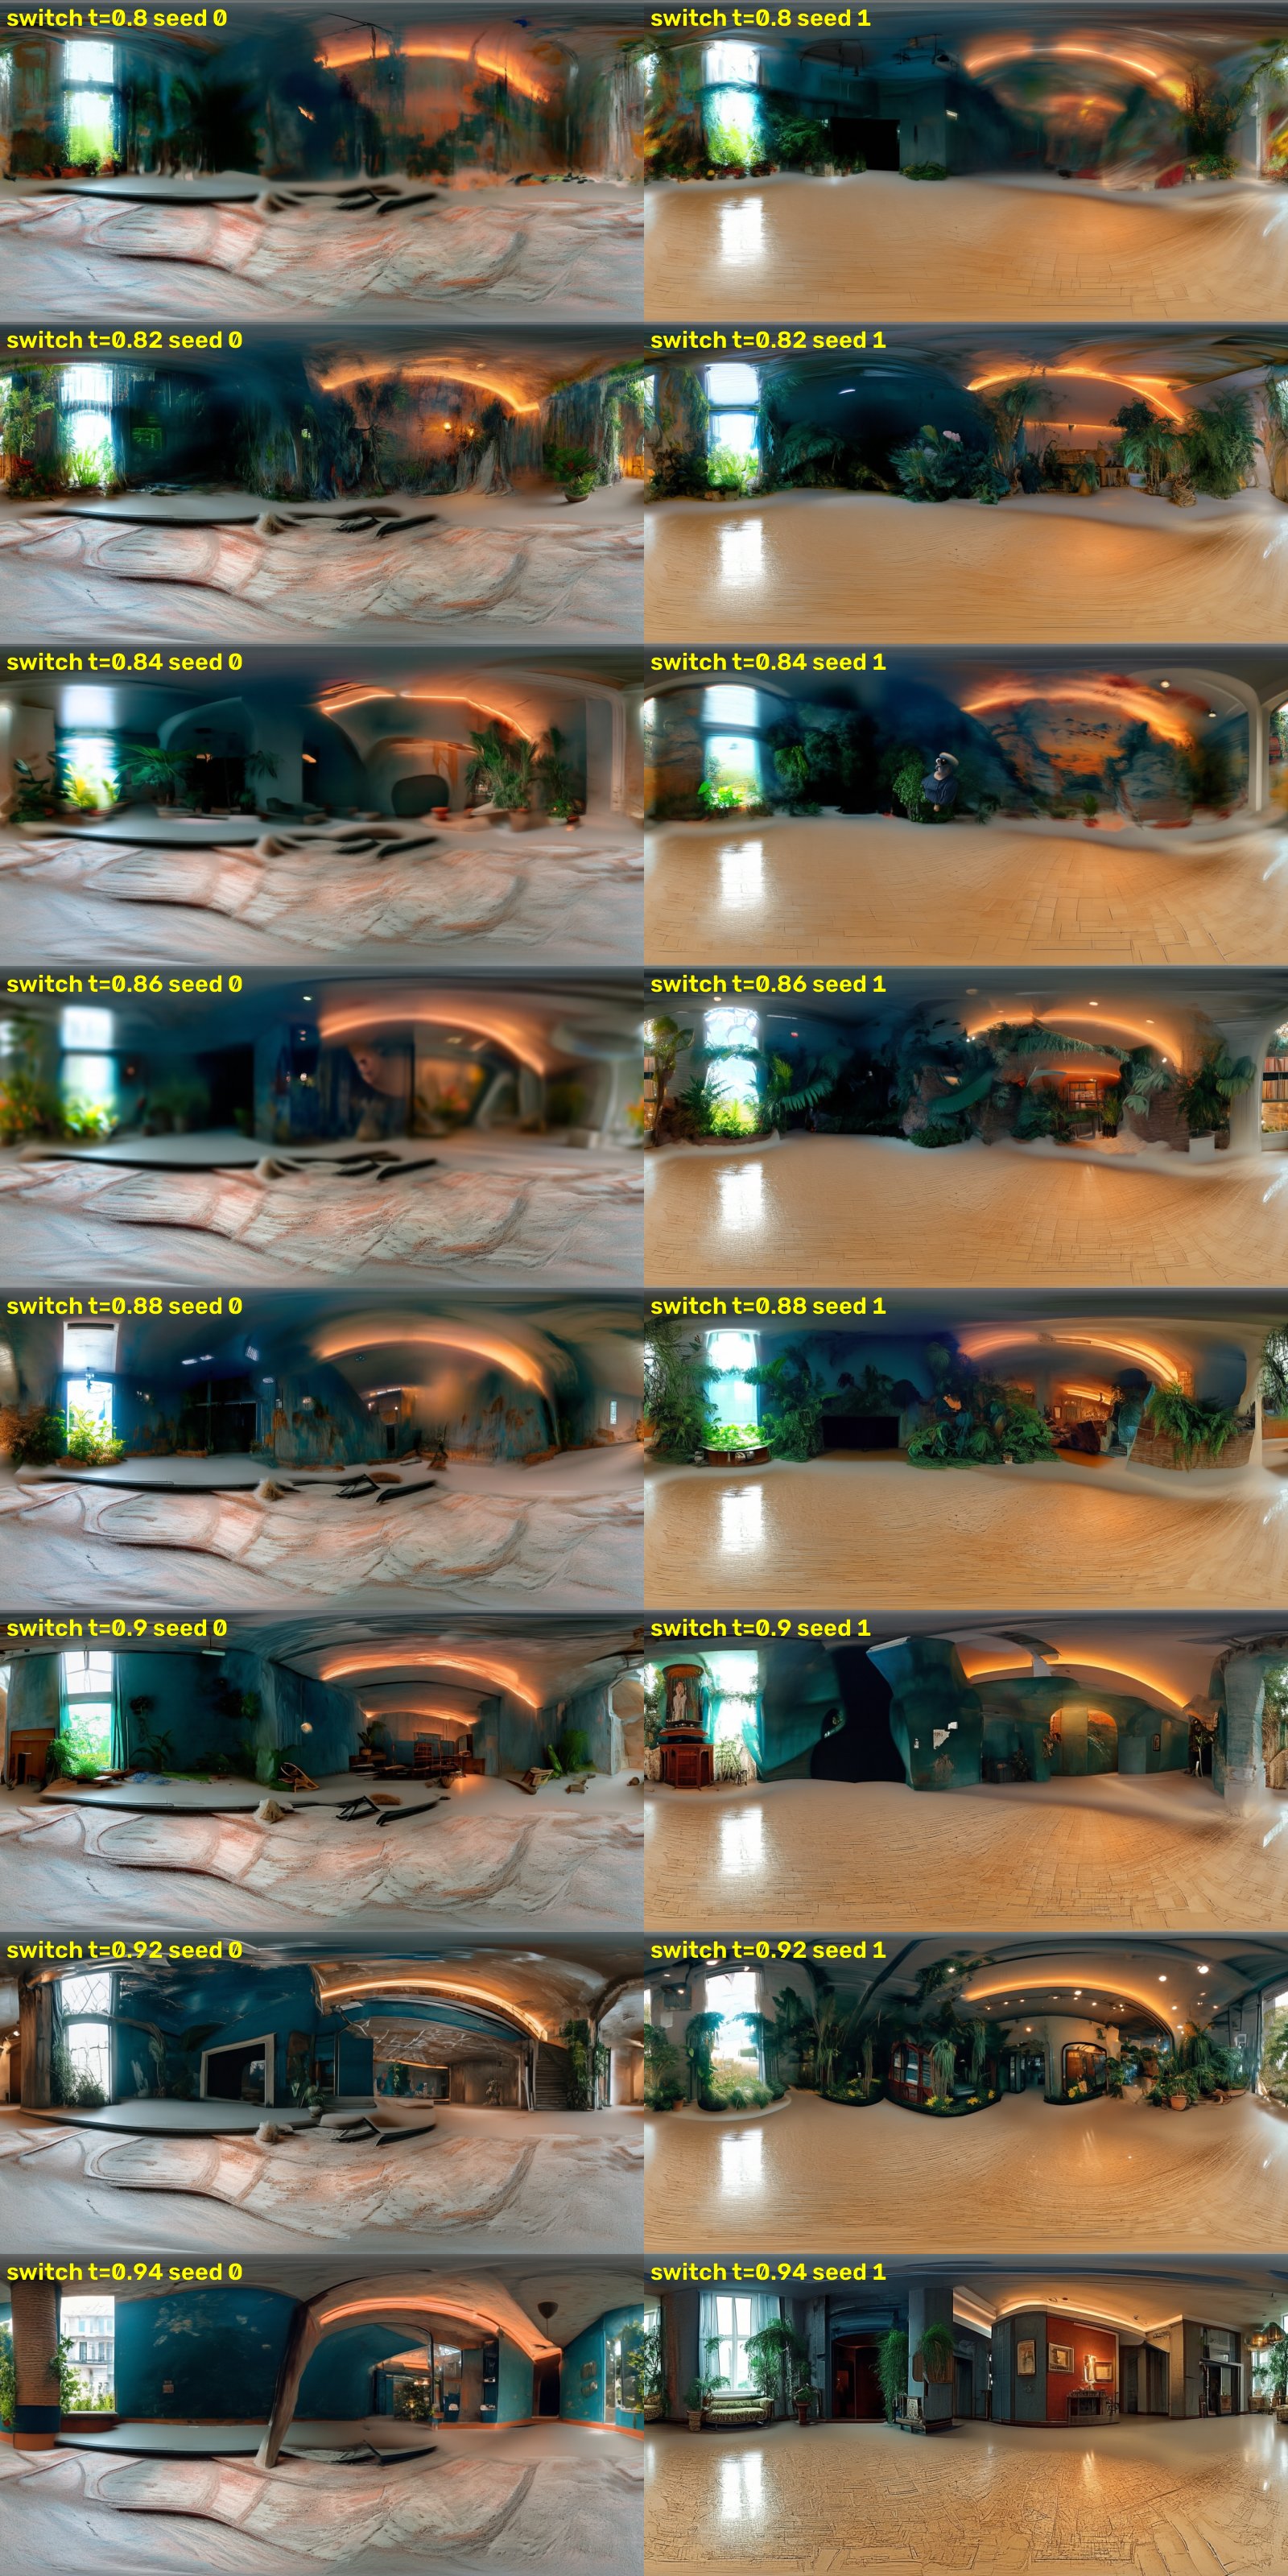 switch t=0.8 seed 0
switch t=0.8 seed 1
switch t=0.82 seed 0
switch t=0.82 seed 1
switch t=0.84 seed 0
switch t=0.84 seed 1
switch t=0.86 seed 0
switch t=0.86 seed 1
switch t=0.88 seed 0
switch t=0.88 seed 1
switch t=0.9 seed 0
switch t=0.9 seed 1
switch t=0.92 seed 0
switch t=0.92 seed 1
switch t=0.94 seed 0
switch t=0.94 seed 1